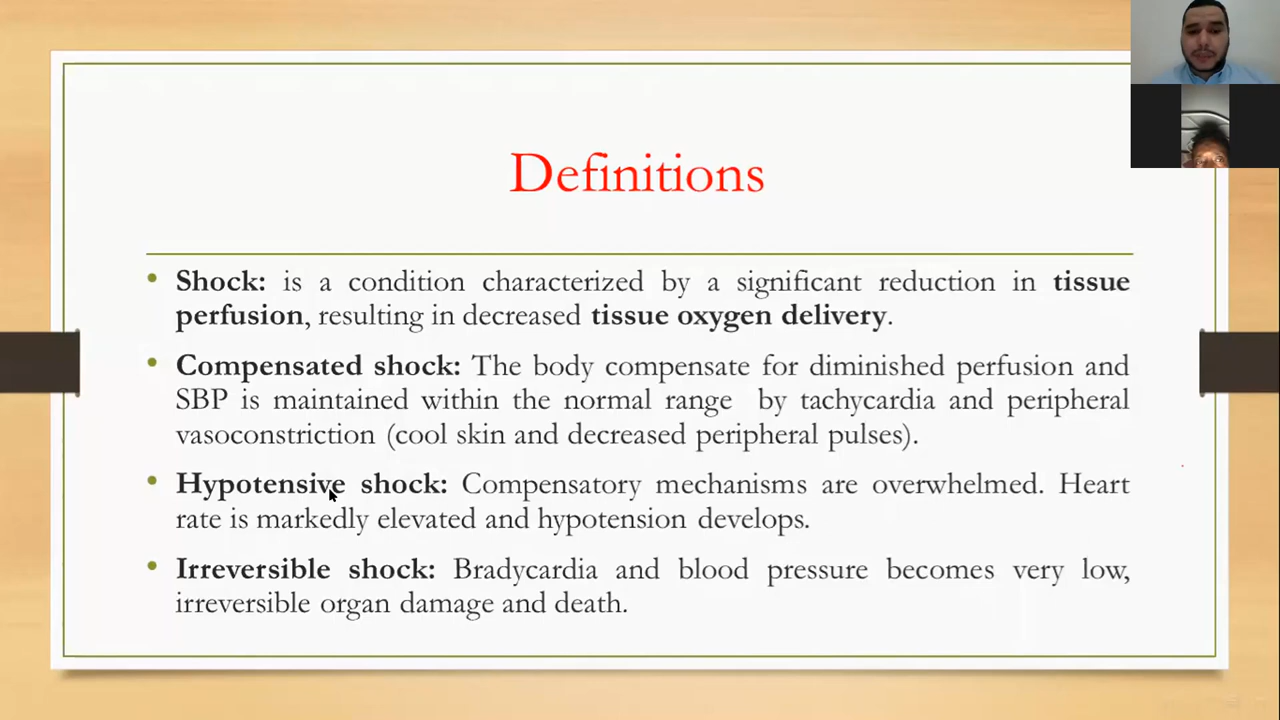 Definitions
• Shock: is a condition characterized by a significant reduction in tissue
perfusion, resulting in decreased tissue oxygen delivery.
• Compensated shock: The body compensate for diminished perfusion and
SBP is maintained within the normal range by tachycardia and peripheral
vasoconstriction (cool skin and decreased peripheral pulses).
• Hypotensive shock: Compensatory mechanisms are overwhelmed. Heart
rate is markedly elevated and hypotension develops.
• Irreversible shock: Bradycardia and blood pressure becomes very low,
irreversible organ damage and death.